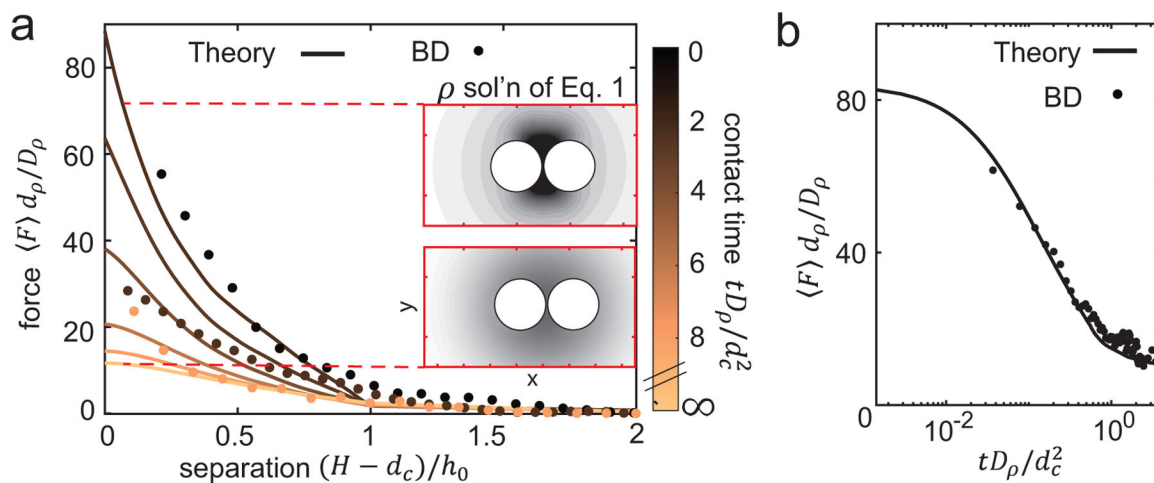 a
Theory
BD
ρ sol'n of Eq. 1
force ⟨F⟩ d_ρ/D_ρ
80
60
40
20
0
0
0.5
1
1.5
2
separation (H − d_c)/h_0
y
x
0
2
4
6
8
∞
contact time tD_ρ/d_c^2
b
Theory
BD
⟨F⟩ d_ρ/D_ρ
80
40
0
10^-2
10^0
tD_ρ/d_c^2